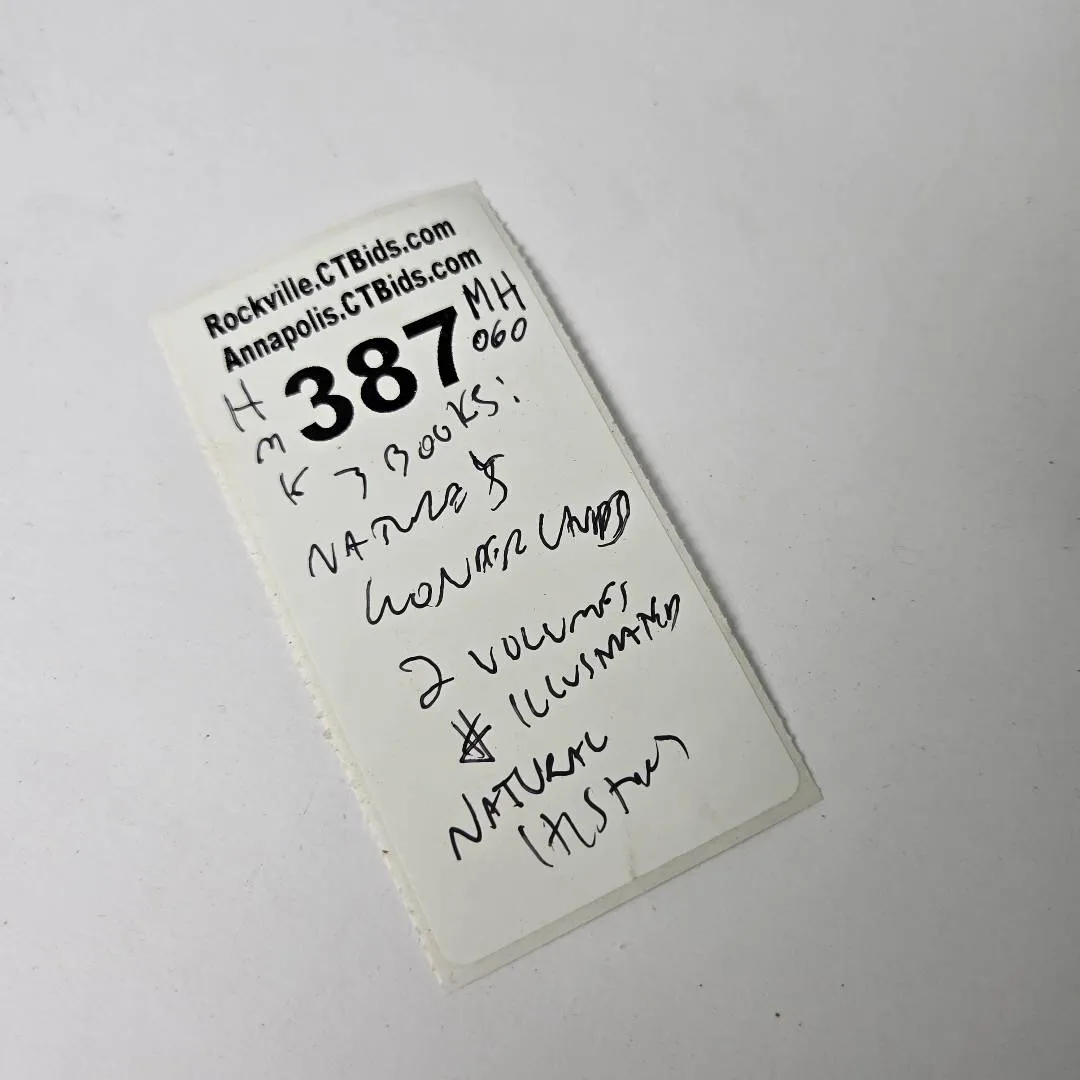 Rockville.CTBids.com
Annapolis.CTBids.com
H 387 MH
M 060
K 3 BOOKS:
NATURE'S
WONDERLAND
2 VOLUMES
ILLUSTRATED
NATURAL
HISTORY